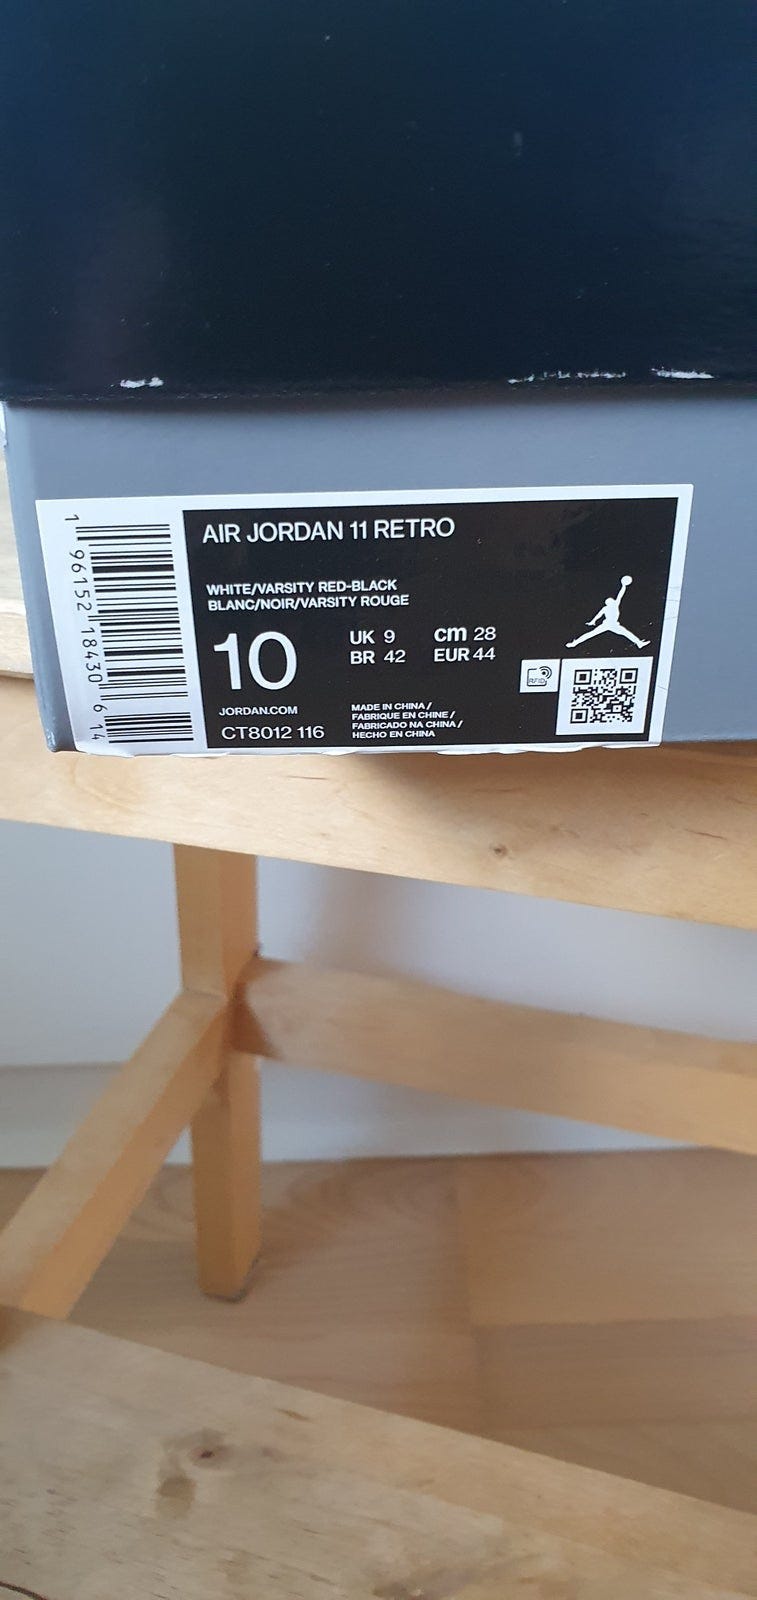 AIR JORDAN 11 RETRO
WHITE/VARSITY RED-BLACK
BLANC/NOIR/VARSITY ROUGE
10
UK 9 cm 28
BR 42 EUR 44
RFID
JORDAN.COM
CT8012 116
MADE IN CHINA /
FABRIQUE EN CHINE /
FABRICADO NA CHINA /
HECHO EN CHINA
1 96152 18430 6 14